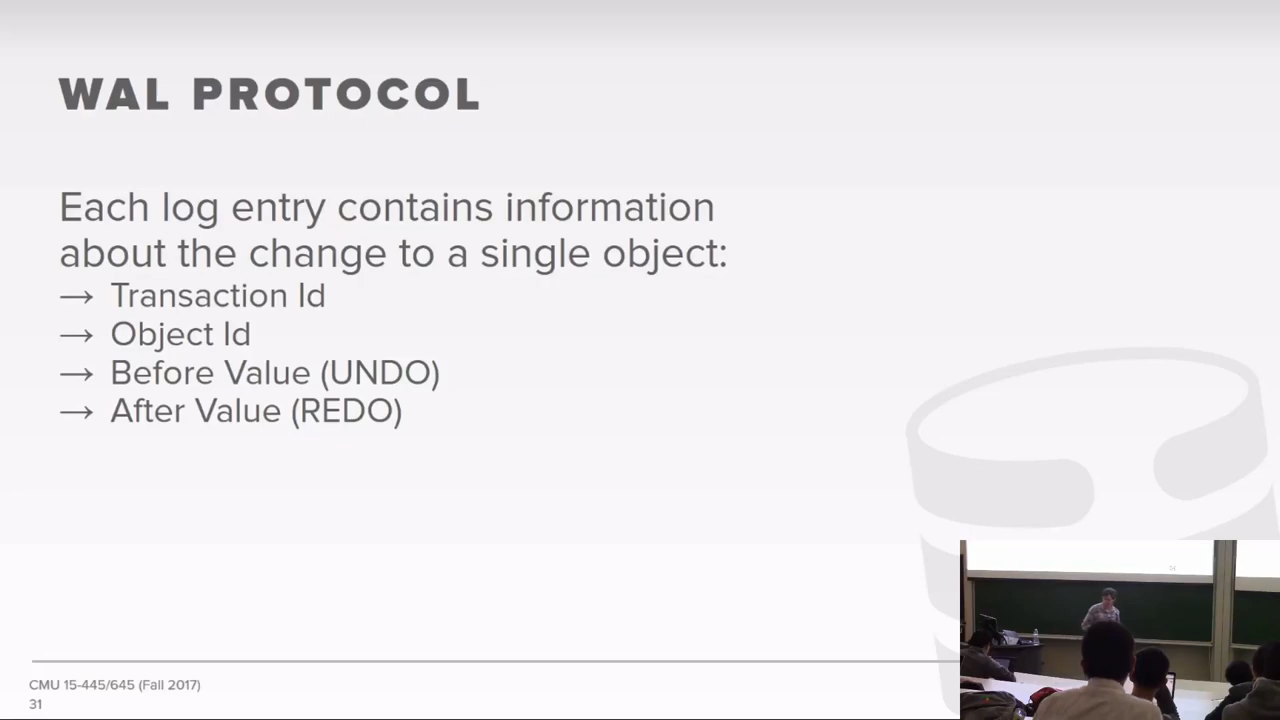 WAL PROTOCOL
Each log entry contains information
about the change to a single object:
→ Transaction Id
→ Object Id
→ Before Value (UNDO)
→ After Value (REDO)
CMU 15-445/645 (Fall 2017)
31